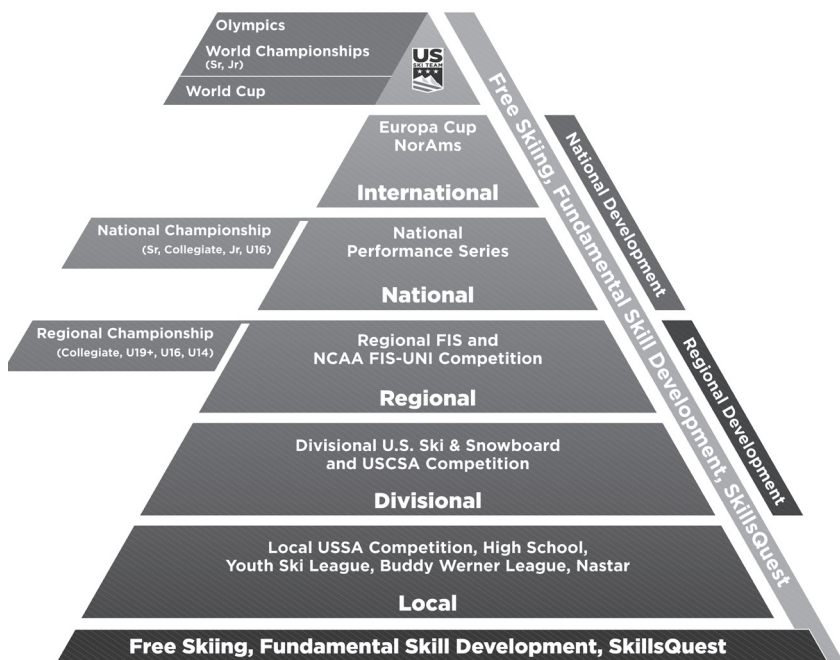 Olympics
World Championships
(Sr, Jr)
World Cup
US
SKI TEAM
Europa Cup
NorAms
International
National Championship
(Sr, Collegiate, Jr, U16)
National
Performance Series
National
Regional Championship
(Collegiate, U19+, U16, U14)
Regional FIS and
NCAA FIS-UNI Competition
Regional
Divisional U.S. Ski & Snowboard
and USCSA Competition
Divisional
Local USSA Competition, High School,
Youth Ski League, Buddy Werner League, Nastar
Local
Free Skiing, Fundamental Skill Development, SkillsQuest
Free Skiing, Fundamental Skill Development, SkillsQuest
National Development
Regional Development